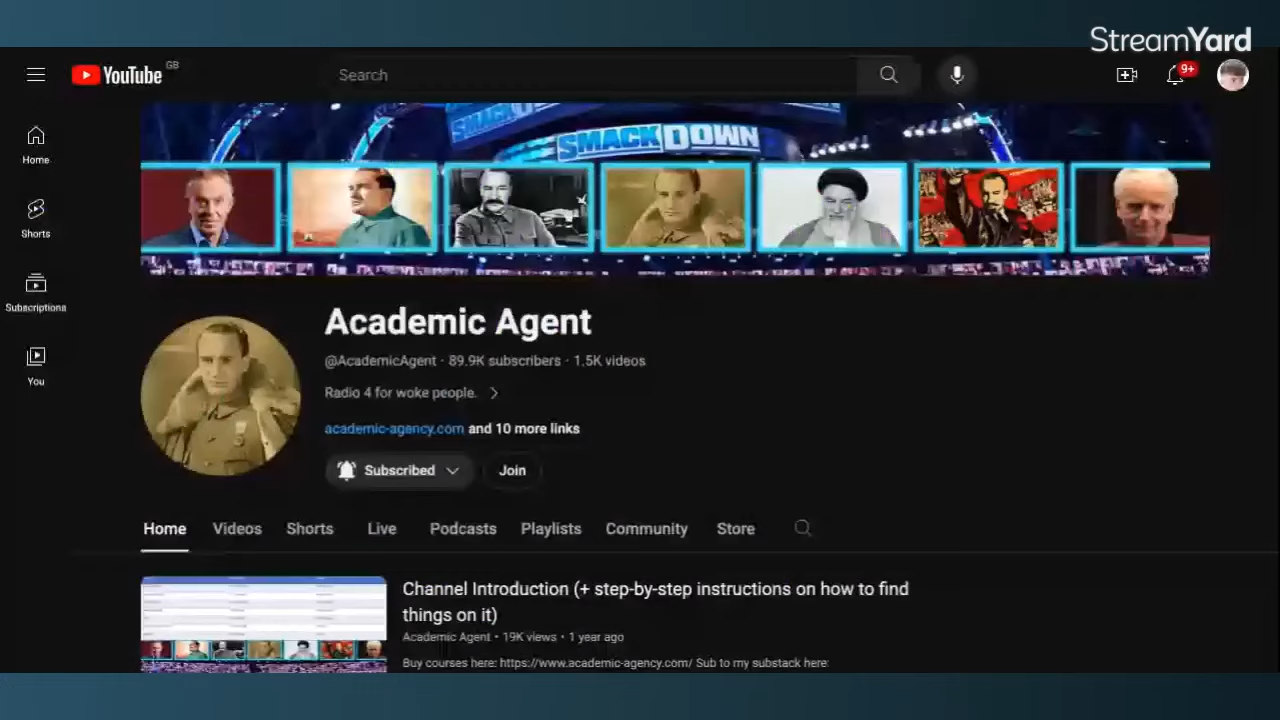 StreamYard
YouTube GB
Search
9+
Home
Shorts
Subscriptions
You
SMACKDOWN
Academic Agent
@AcademicAgent · 89.9K subscribers · 1.5K videos
Radio 4 for woke people.
academic-agency.com and 10 more links
Subscribed
Join
Home Videos Shorts Live Podcasts Playlists Community Store
Channel Introduction (+ step-by-step instructions on how to find
things on it)
Academic Agent · 19K views · 1 year ago
Buy courses here: https://www.academic-agency.com/ Sub to my substack here: